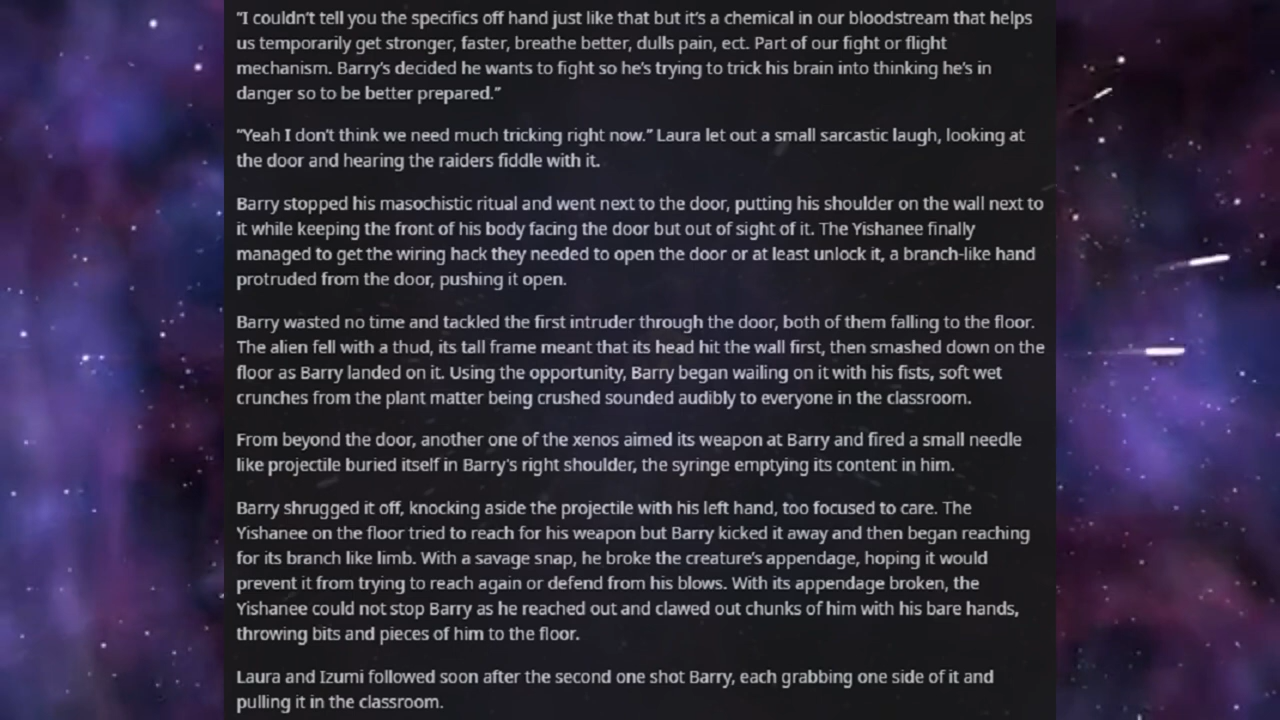 “I couldn’t tell you the specifics off hand just like that but it’s a chemical in our bloodstream that helps
us temporarily get stronger, faster, breathe better, dulls pain, ect. Part of our fight or flight
mechanism. Barry’s decided he wants to fight so he’s trying to trick his brain into thinking he’s in
danger so to be better prepared.”
“Yeah I don’t think we need much tricking right now.” Laura let out a small sarcastic laugh, looking at
the door and hearing the raiders fiddle with it.
Barry stopped his masochistic ritual and went next to the door, putting his shoulder on the wall next to
it while keeping the front of his body facing the door but out of sight of it. The Yishanee finally
managed to get the wiring hack they needed to open the door or at least unlock it, a branch-like hand
protruded from the door, pushing it open.
Barry wasted no time and tackled the first intruder through the door, both of them falling to the floor.
The alien fell with a thud, its tall frame meant that its head hit the wall first, then smashed down on the
floor as Barry landed on it. Using the opportunity, Barry began wailing on it with his fists, soft wet
crunches from the plant matter being crushed sounded audibly to everyone in the classroom.
From beyond the door, another one of the xenos aimed its weapon at Barry and fired a small needle
like projectile buried itself in Barry’s right shoulder, the syringe emptying its content in him.
Barry shrugged it off, knocking aside the projectile with his left hand, too focused to care. The
Yishanee on the floor tried to reach for his weapon but Barry kicked it away and then began reaching
for its branch like limb. With a savage snap, he broke the creature’s appendage, hoping it would
prevent it from trying to reach again or defend from his blows. With its appendage broken, the
Yishanee could not stop Barry as he reached out and clawed out chunks of him with his bare hands,
throwing bits and pieces of him to the floor.
Laura and Izumi followed soon after the second one shot Barry, each grabbing one side of it and
pulling it in the classroom.